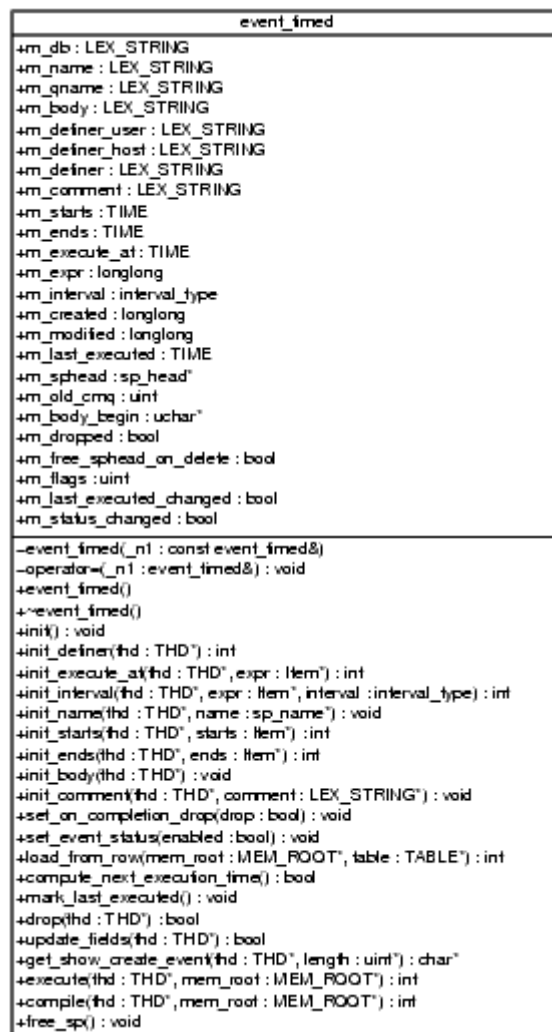 event_timed
+m_db : LEX_STRING
+m_name : LEX_STRING
+m_qname : LEX_STRING
+m_body : LEX_STRING
+m_definer_user : LEX_STRING
+m_definer_host : LEX_STRING
+m_definer : LEX_STRING
+m_comment : LEX_STRING
+m_starts : TIME
+m_ends : TIME
+m_execute_at : TIME
+m_expr : longlong
+m_interval : interval_type
+m_created : longlong
+m_modified : longlong
+m_last_executed : TIME
+m_sphead : sp_head*
+m_old_cmq : uint
+m_body_begin : uchar*
+m_dropped : bool
+m_free_sphead_on_delete : bool
+m_flags : uint
+m_last_executed_changed : bool
+m_status_changed : bool
-event_timed(_n1 : const event_timed&)
-operator=(_n1 : event_timed&) : void
+event_timed()
+~event_timed()
+init() : void
+init_definer(thd : THD*) : int
+init_execute_at(thd : THD*, expr : Item*) : int
+init_interval(thd : THD*, expr : Item*, interval : interval_type) : int
+init_name(thd : THD*, name : sp_name*) : void
+init_starts(thd : THD*, starts : Item*) : int
+init_ends(thd : THD*, ends : Item*) : int
+init_body(thd : THD*) : void
+init_comment(thd : THD*, comment : LEX_STRING*) : void
+set_on_completion_drop(drop : bool) : void
+set_event_status(enabled : bool) : void
+load_from_row(mem_root : MEM_ROOT*, table : TABLE*) : int
+compute_next_execution_time() : bool
+mark_last_executed() : void
+drop(thd : THD*) : bool
+update_fields(thd : THD*) : bool
+get_show_create_event(thd : THD*, length : uint*) : char*
+execute(thd : THD*, mem_root : MEM_ROOT*) : int
+compile(thd : THD*, mem_root : MEM_ROOT*) : int
+free_sp() : void